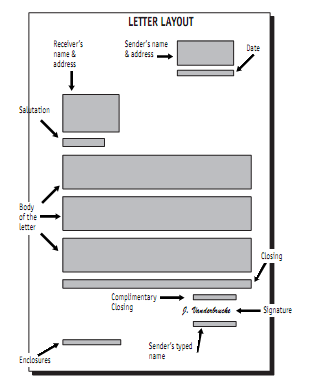 LETTER LAYOUT
Receiver's
name &
address
Sender's name
& address
Date
Salutation
Body
of the
letter
Closing
Complimentary
Closing
J. Vanderbucke
Signature
Sender's typed
name
Enclosures